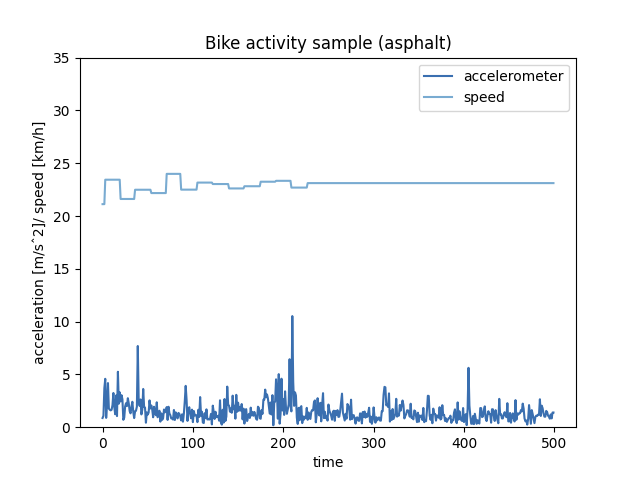 Bike activity sample (asphalt)
accelerometer
speed
acceleration [m/sˆ2]/ speed [km/h]
35
30
25
20
15
10
5
0
0 100 200 300 400 500
time